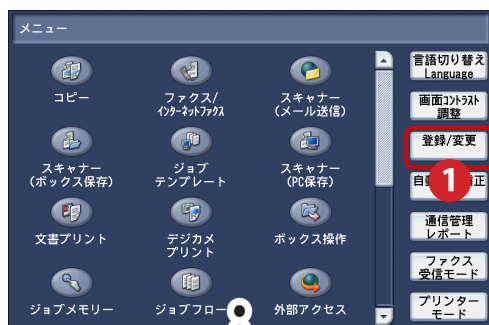 メニュー
コピー
ファクス/
インターネットファクス
スキャナー
(メール送信)
スキャナー
(ボックス保存)
ジョブ
テンプレート
スキャナー
(PC保存)
文書プリント
デジカメ
プリント
ボックス操作
ジョブメモリー
ジョブフロー
外部アクセス
言語切り替え
Language
画面コントラスト
調整
登録/変更
1
自 正
通信管理
レポート
ファクス
受信モード
プリンター
モード